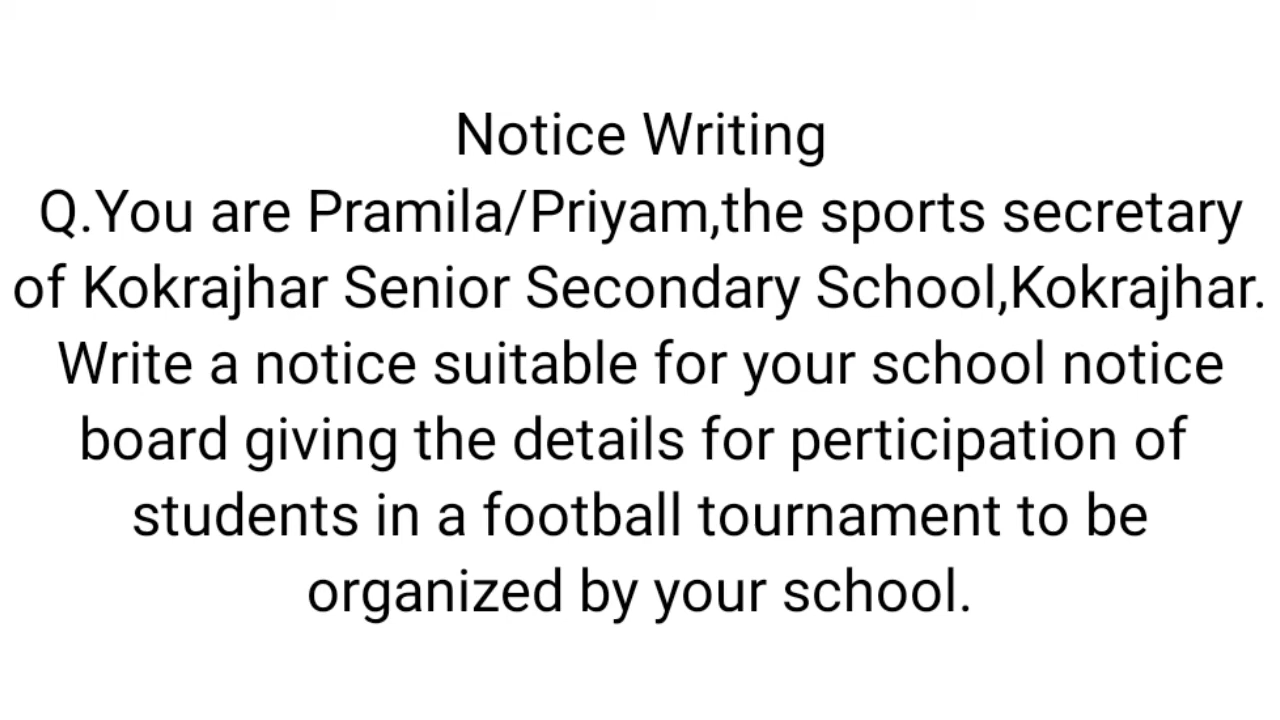 Notice Writing
Q.You are Pramila/Priyam,the sports secretary
of Kokrajhar Senior Secondary School,Kokrajhar.
Write a notice suitable for your school notice
board giving the details for perticipation of
students in a football tournament to be
organized by your school.